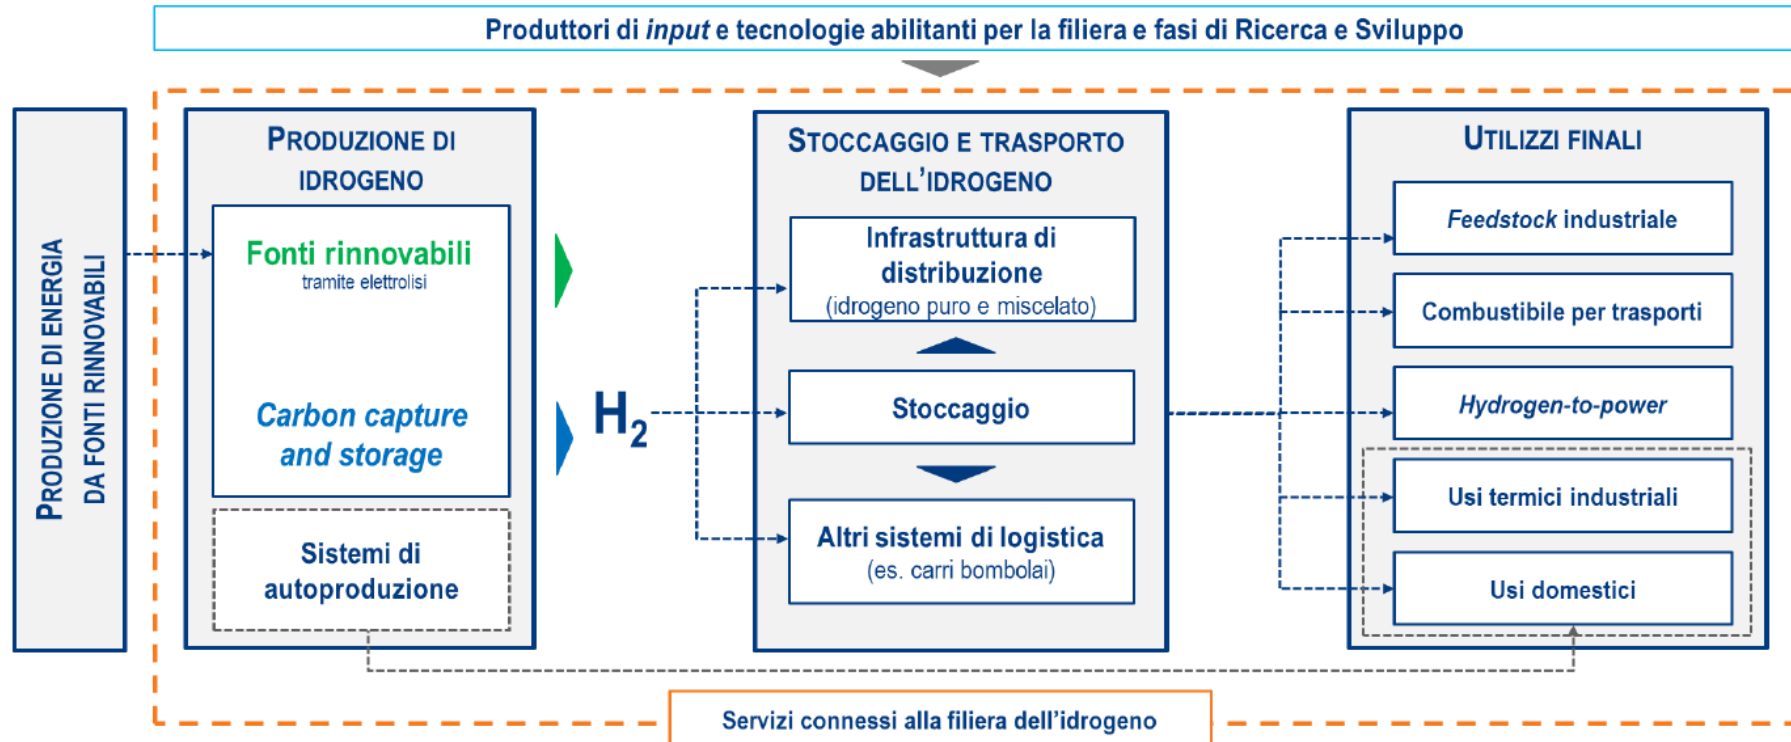 Produttori di input e tecnologie abilitanti per la filiera e fasi di Ricerca e Sviluppo
PRODUZIONE DI ENERGIA
DA FONTI RINNOVABILI
PRODUZIONE DI
IDROGENO
Fonti rinnovabili
tramite elettrolisi
Carbon capture
and storage
Sistemi di
autoproduzione
H₂
STOCCAGGIO E TRASPORTO
DELL'IDROGENO
Infrastruttura di
distribuzione
(idrogeno puro e miscelato)
Stoccaggio
Altri sistemi di logistica
(es. carri bombolai)
UTILIZZI FINALI
Feedstock industriale
Combustibile per trasporti
Hydrogen-to-power
Usi termici industriali
Usi domestici
Servizi connessi alla filiera dell'idrogeno